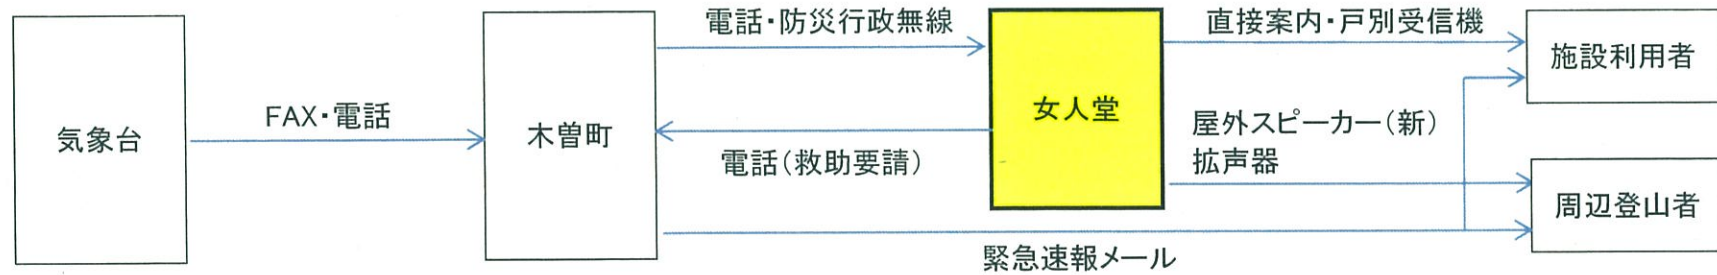 気象台
FAX・電話
木曽町
電話・防災行政無線
電話（救助要請）
女人堂
直接案内・戸別受信機
屋外スピーカー（新）
拡声器
緊急速報メール
施設利用者
周辺登山者